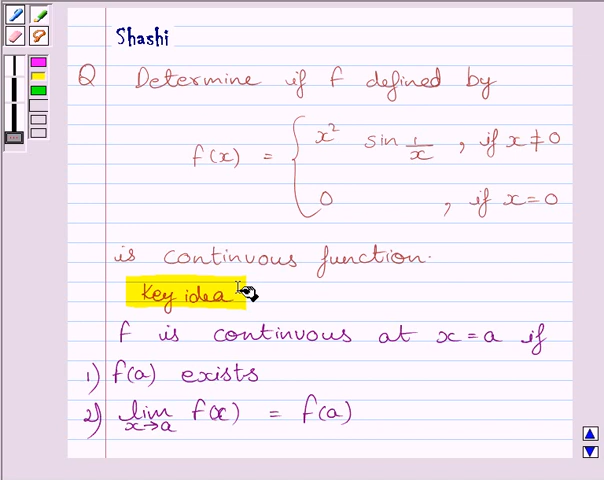 Shashi
Q Determine if f defined by
f(x) = { x² sin 1/x , if x ≠ 0
0 , if x = 0
is continuous function.
Key idea
f is continuous at x = a if
1) f(a) exists
2) lim x→a f(x) = f(a)